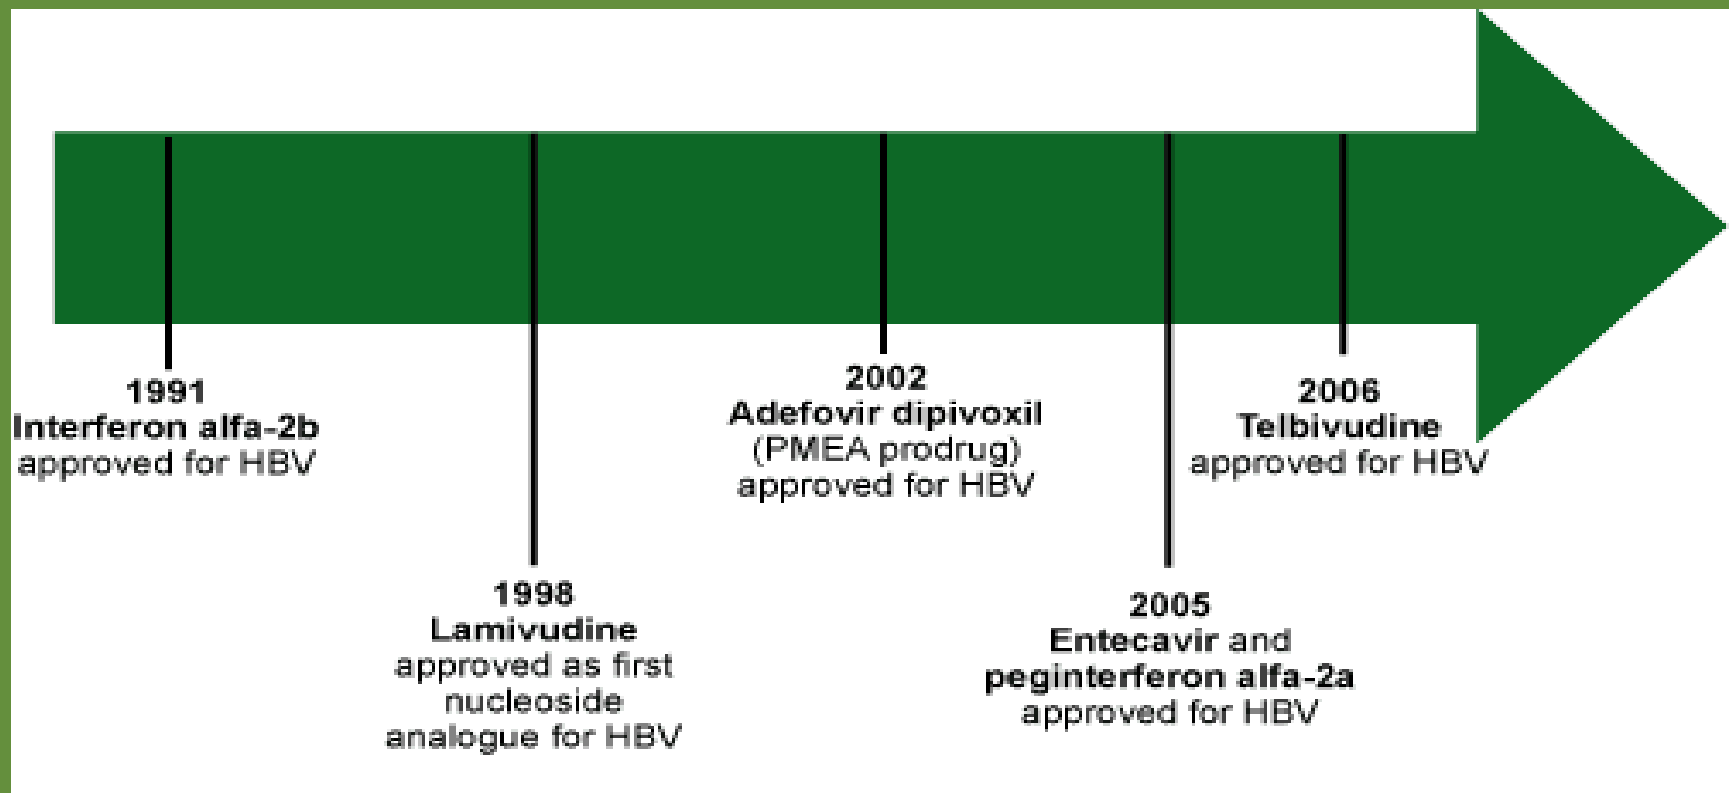 1991
Interferon alfa-2b
approved for HBV
1998
Lamivudine
approved as first
nucleoside
analogue for HBV
2002
Adefovir dipivoxil
(PMEA prodrug)
approved for HBV
2005
Entecavir and
peginterferon alfa-2a
approved for HBV
2006
Telbivudine
approved for HBV